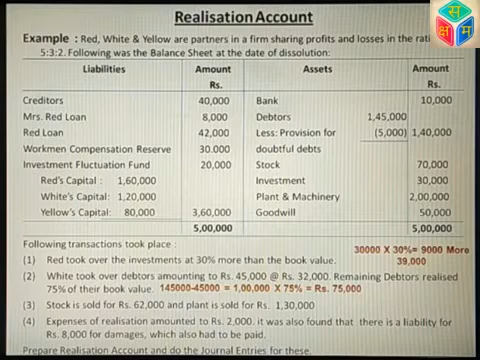 स
क्ष म
Realisation Account
Example : Red, White & Yellow are partners in a firm sharing profits and losses in the
5:3:2. Following was the Balance Sheet at the date of dissolution:
Liabilities Amount Assets Amount
Rs. Rs.
Creditors 40,000 Bank 10,000
Mrs. Red Loan 8,000 Debtors 1,45,000
Red Loan 42,000 Less: Provision for (5,000) 1,40,000
Workmen Compensation Reserve 30.000 doubtful debts
Investment Fluctuation Fund 20,000 Stock 70,000
Red's Capital : 1,60,000 Investment 30,000
White's Capital: 1,20,000 Plant & Machinery 2,00,000
Yellow's Capital: 80,000 3,60,000 Goodwill 50,000
5,00,000 5,00,000
Following transactions took place : 30000 X 30%= 9000 More
(1) Red took over the investments at 30% more than the book value. 39,000
(2) White took over debtors amounting to Rs. 45,000 @ Rs. 32,000. Remaining Debtors realised
75% of their book value. 145000-45000 = 1,00,000 X 75% = Rs. 75,000
(3) Stock is sold for Rs. 62,000 and plant is sold for Rs. 1,30,000
(4) Expenses of realisation amounted to Rs. 2,000. it was also found that there is a liability for
Rs. 8,000 for damages, which also had to be paid.
Prepare Realisation Account and do the Journal Entries for these.